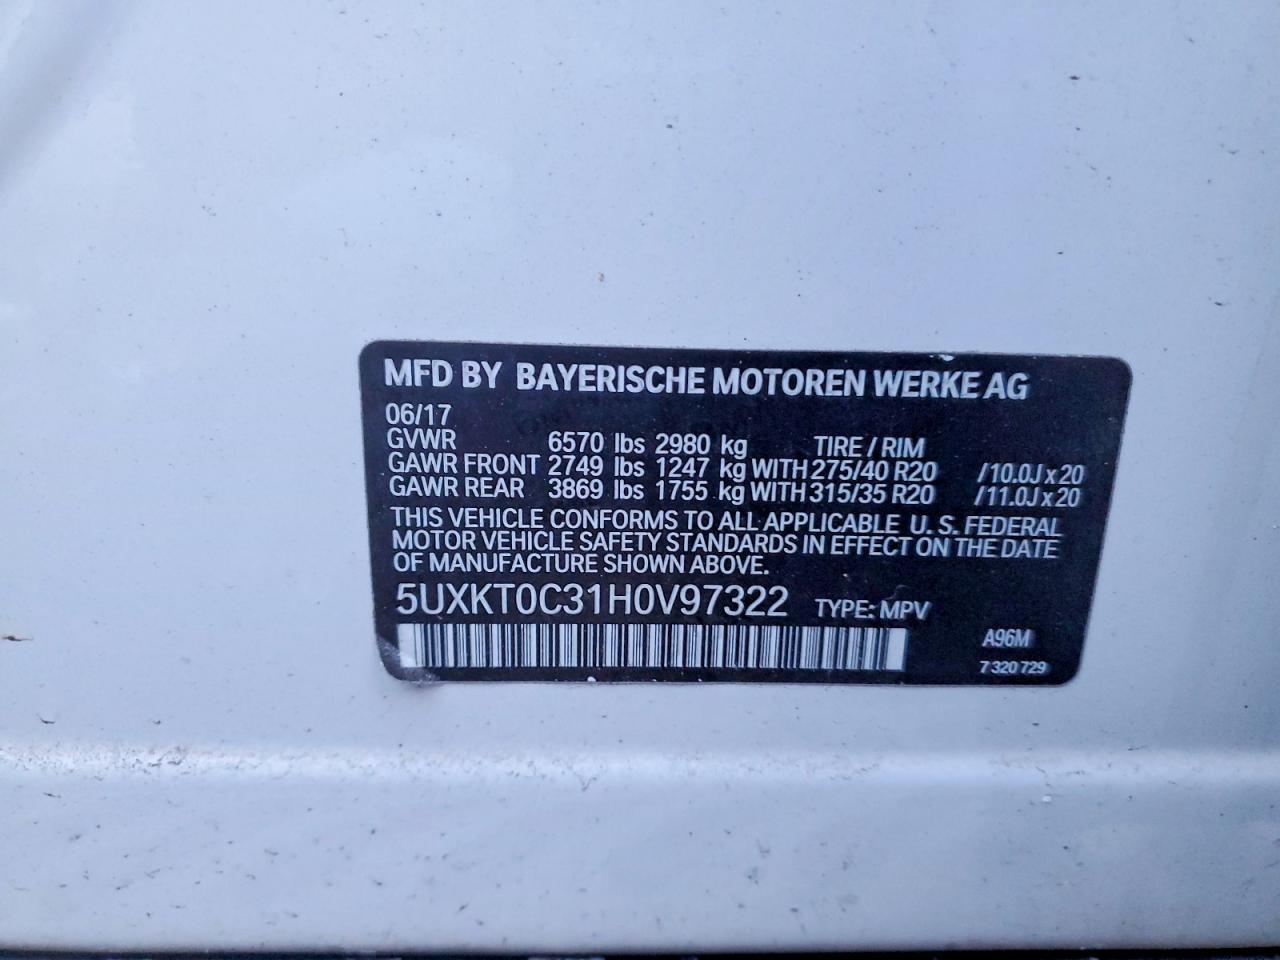 MFD BY BAYERISCHE MOTOREN WERKE AG
06/17
GVWR 6570 lbs 2980 kg TIRE / RIM
GAWR FRONT 2749 lbs 1247 kg WITH 275/40 R20 /10.0J x 20
GAWR REAR 3869 lbs 1755 kg WITH 315/35 R20 /11.0J x 20
THIS VEHICLE CONFORMS TO ALL APPLICABLE U. S. FEDERAL
MOTOR VEHICLE SAFETY STANDARDS IN EFFECT ON THE DATE
OF MANUFACTURE SHOWN ABOVE.
5UXKT0C31H0V97322 TYPE: MPV
A96M
7 320 729